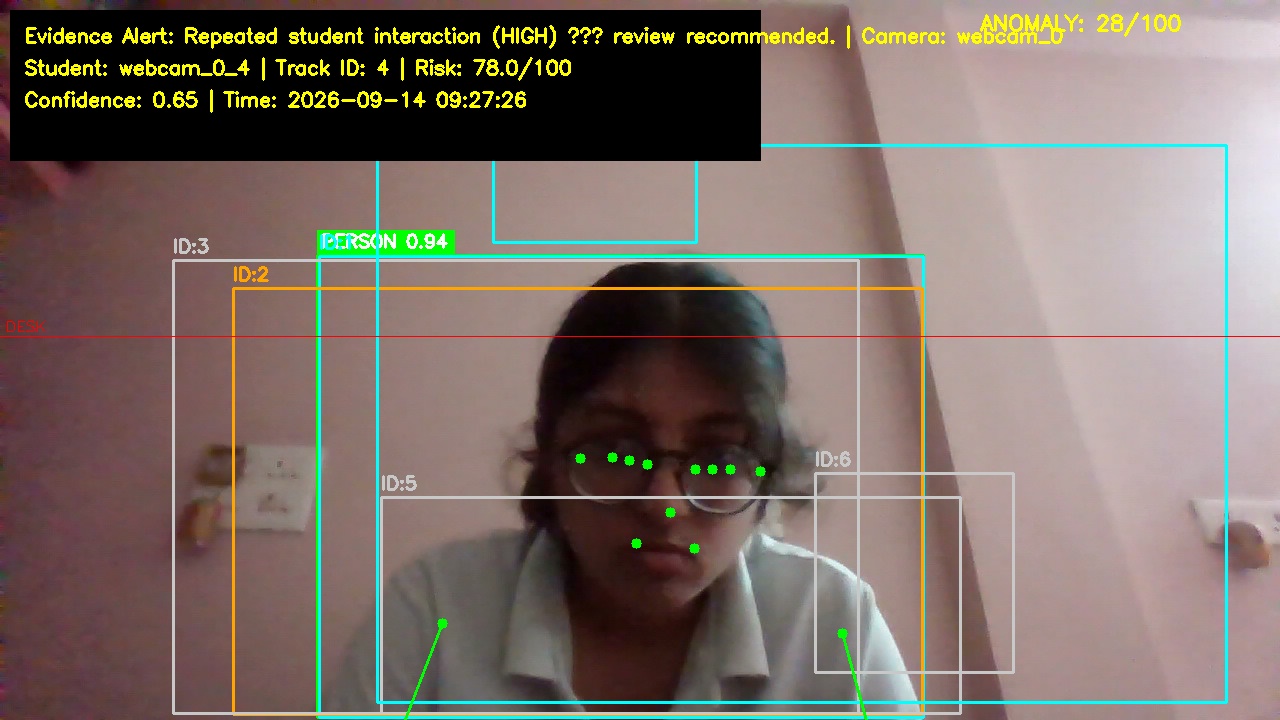 Evidence Alert: Repeated student interaction (HIGH) ??? review recommended. | Camera: webcam_0
ANOMALY: 28/100
Student: webcam_0_4 | Track ID: 4 | Risk: 78.0/100
Confidence: 0.65 | Time: 2026-09-14 09:27:26
PERSON 0.94
ID:3
ID:2
DESK
ID:6
ID:5